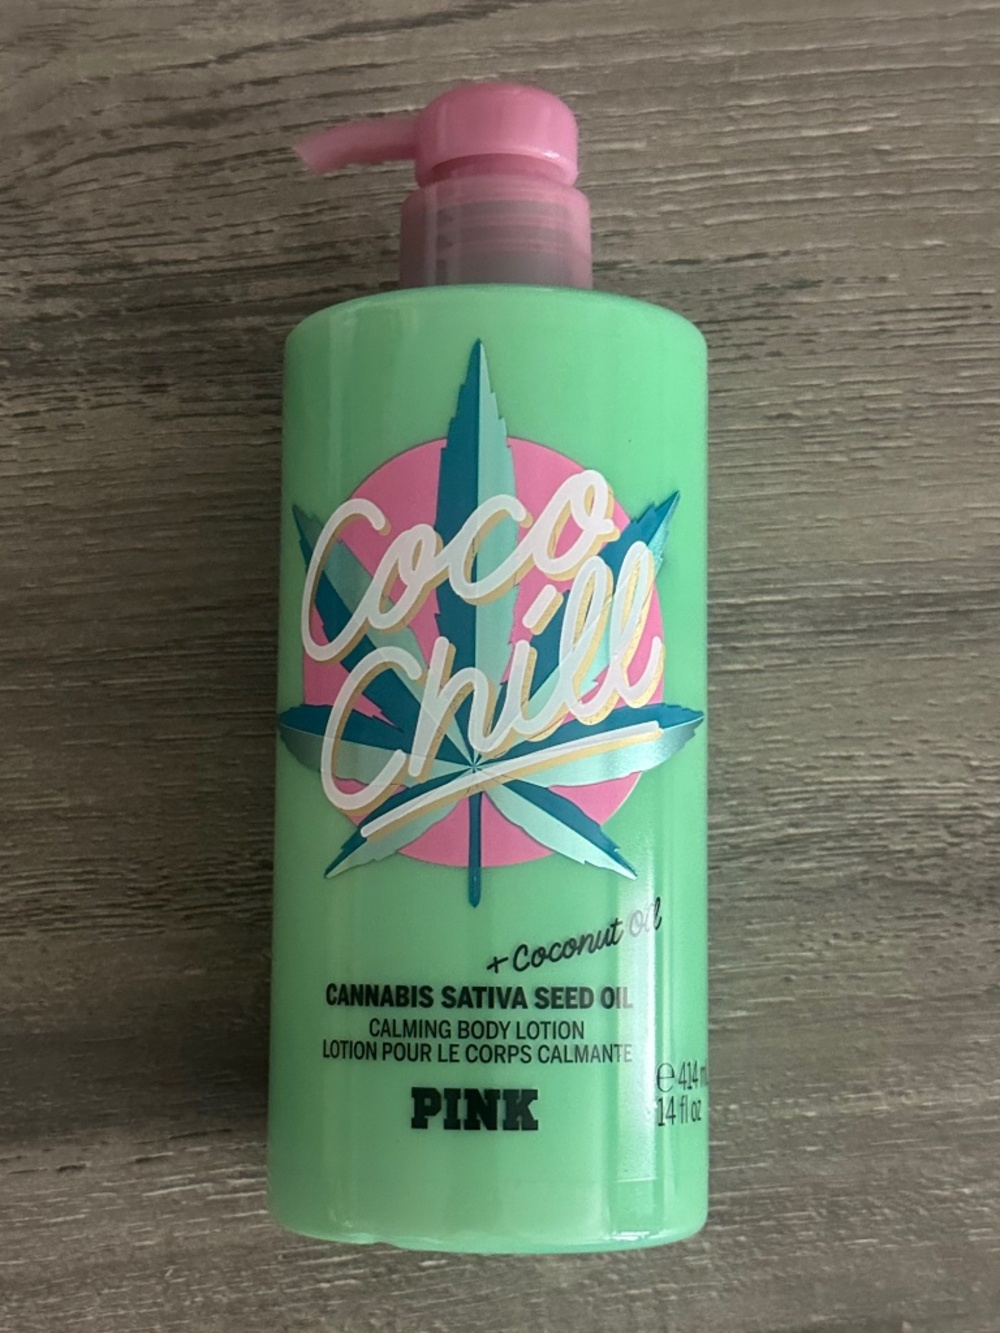 Coco
Chill
+ Coconut Oil
CANNABIS SATIVA SEED OIL
CALMING BODY LOTION
LOTION POUR LE CORPS CALMANTE
PINK
℮ 414 m
14 fl oz